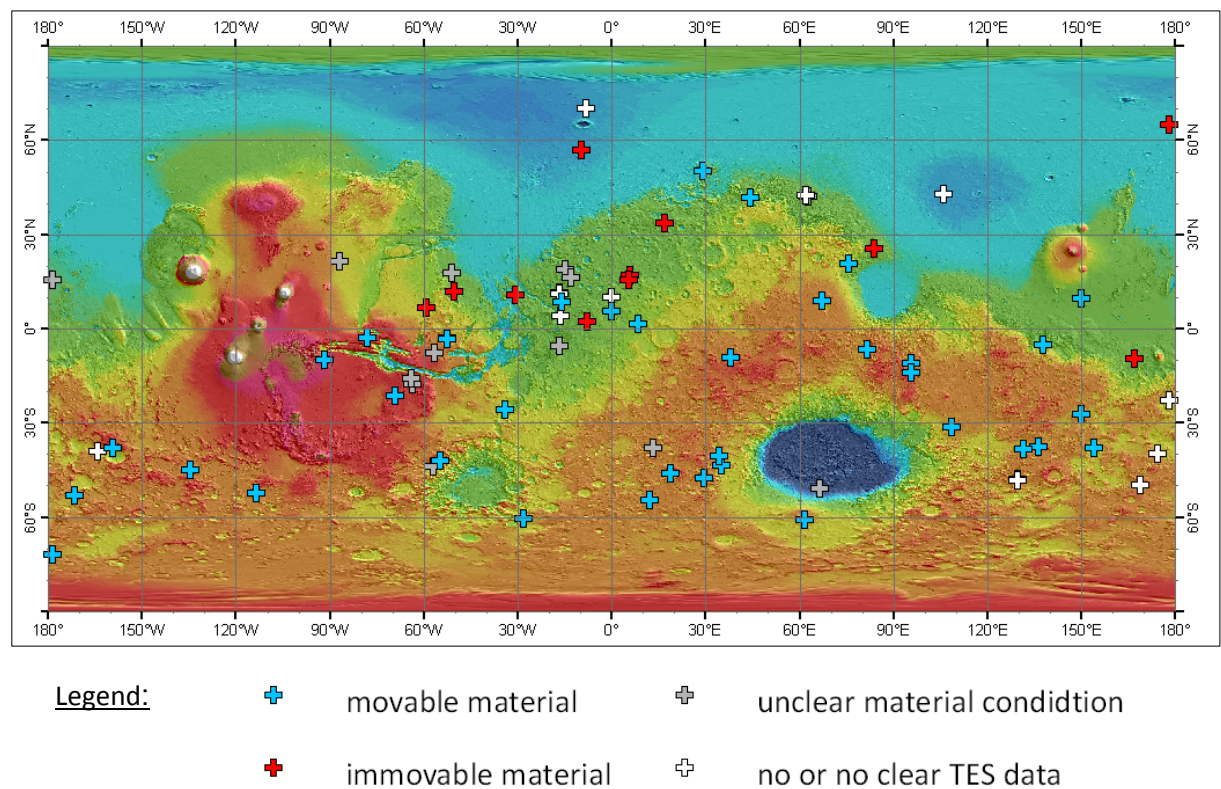 180° 150°W 120°W 90°W 60°W 30°W 0° 30°E 60°E 90°E 120°E 150°E 180°
60°N 60°N
30°N 30°N
0° 0°
30°S 30°S
60°S 60°S
180° 150°W 120°W 90°W 60°W 30°W 0° 30°E 60°E 90°E 120°E 150°E 180°
Legend: movable material unclear material condidtion
immovable material no or no clear TES data